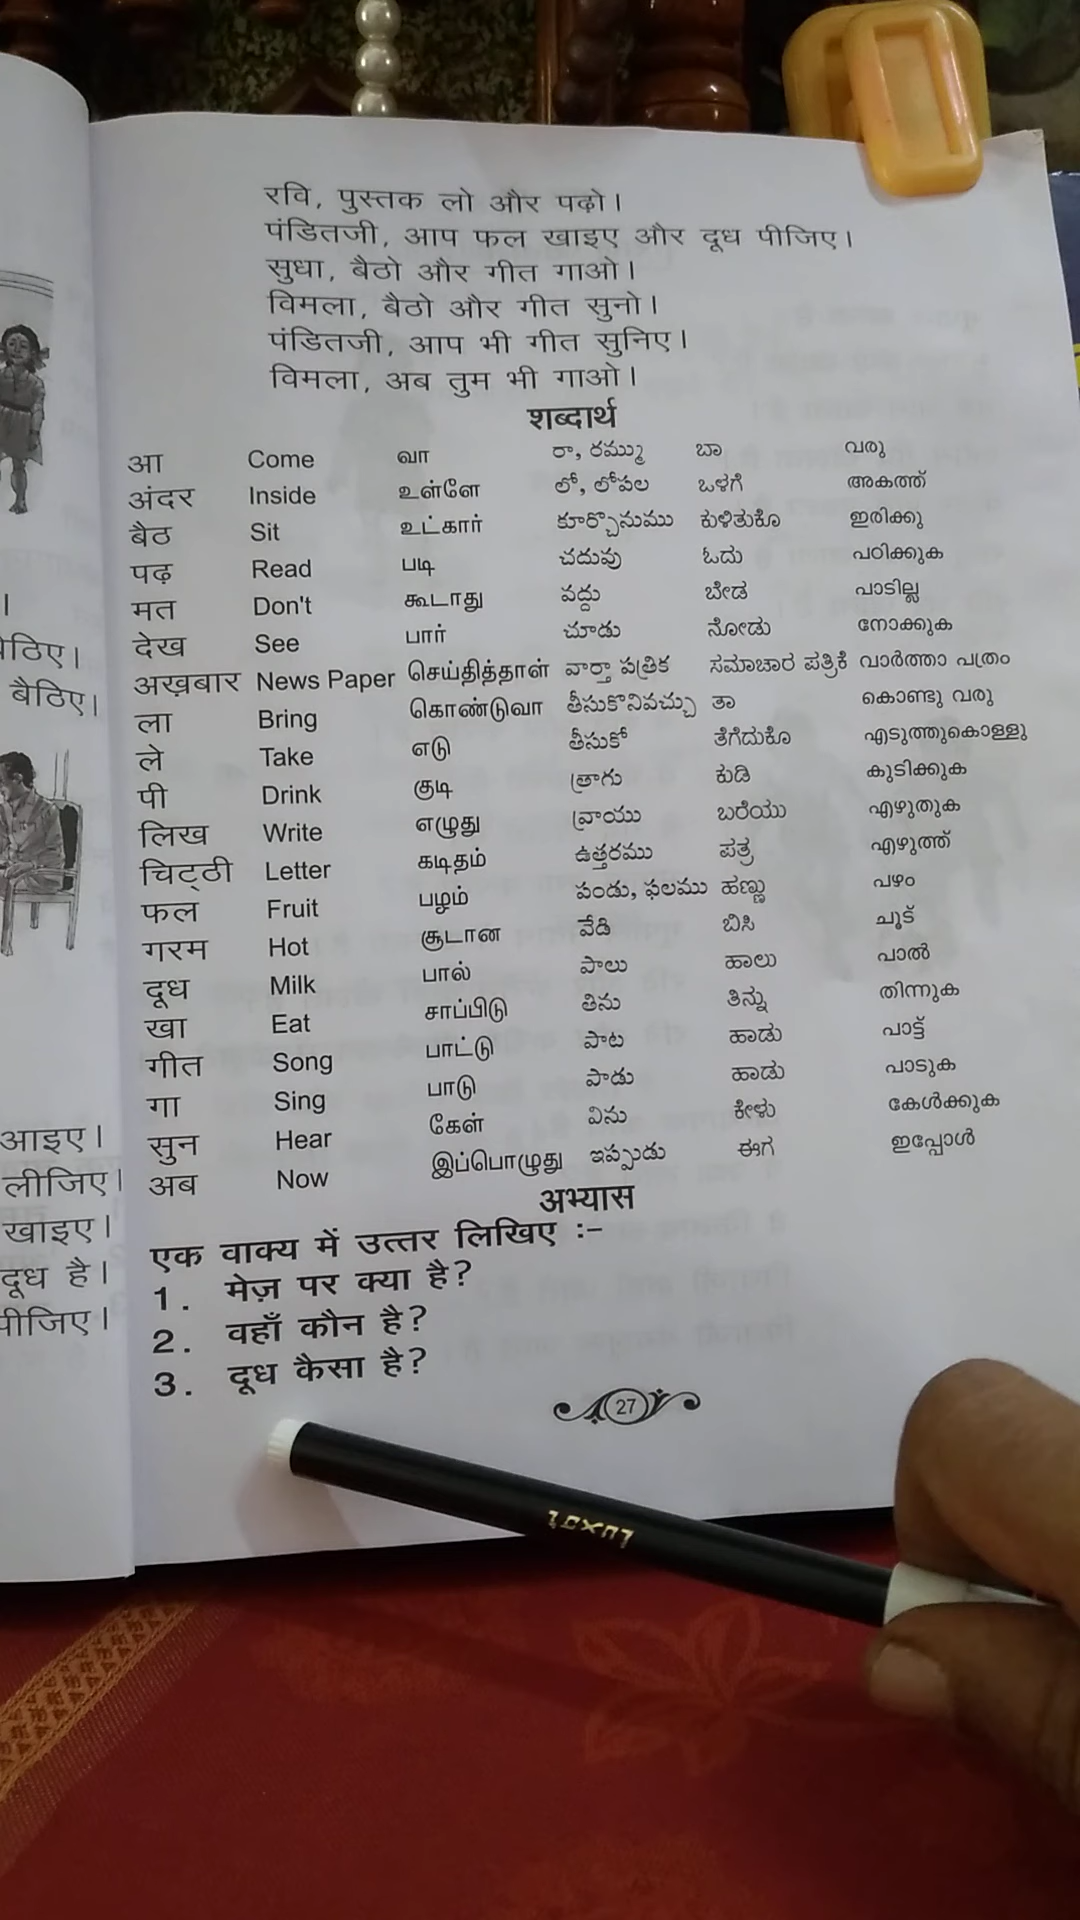 ठिए।
बैठिए।
आइए।
लीजिए।
खाइए।
दूध है।
पीजिए।
रवि, पुस्तक लो और पढ़ो।
पंडितजी, आप फल खाइए और दूध पीजिए।
सुधा, बैठो और गीत गाओ।
विमला, बैठो और गीत सुनो।
पंडितजी, आप भी गीत सुनिए।
विमला, अब तुम भी गाओ।
शब्दार्थ
आ Come வா రా, రమ్ము ಬಾ വരു
अंदर Inside உள்ளே లో, లోపల ಒಳಗೆ അകത്ത്
बैठ Sit உட்கார் కూర్చొనుము ಕುಳಿತುಕೊ ഇരിക്കു
पढ़ Read படி చదువు ಓದು പഠിക്കുക
मत Don't கூடாது వద్దు ಬೇಡ പാടില്ല
देख See பார் చూడు ನೋಡು നോക്കുക
अख़बार News Paper செய்தித்தாள் వార్తా పత్రిక ಸಮಾಚಾರ ಪತ್ರಿಕೆ വാർത്താ പത്രം
ला Bring கொண்டுவா తీసుకొనివచ్చు ತಾ കൊണ്ടു വരു
ले Take எடு తీసుకో ತೆಗೆದುಕೊ എടുത്തുകൊള്ളു
पी Drink குடி త్రాగు ಕುಡಿ കുടിക്കുക
लिख Write எழுது వ్రాయు ಬರೆಯು എഴുതുക
चिट्ठी Letter கடிதம் ఉత్తరము ಪತ್ರ എഴുത്ത്
फल Fruit பழம் పండు, ఫలము ಹಣ್ಣು പഴം
गरम Hot சூடான వేడి ಬಿಸಿ ചൂട്
दूध Milk பால் పాలు ಹಾಲು പാൽ
खा Eat சாப்பிடு తిను ತಿನ್ನು തിന്നുക
गीत Song பாட்டு పాట ಹಾಡು പാട്ട്
गा Sing பாடு పాడు ಹಾಡು പാടുക
सुन Hear கேள் విను ಕೇಳು കേൾക്കുക
अब Now இப்பொழுது ఇప్పుడు ಈಗ ഇപ്പോൾ
अभ्यास
एक वाक्य में उत्तर लिखिए :–
1. मेज़ पर क्या है?
2. वहाँ कौन है?
3. दूध कैसा है?
27
Luxor